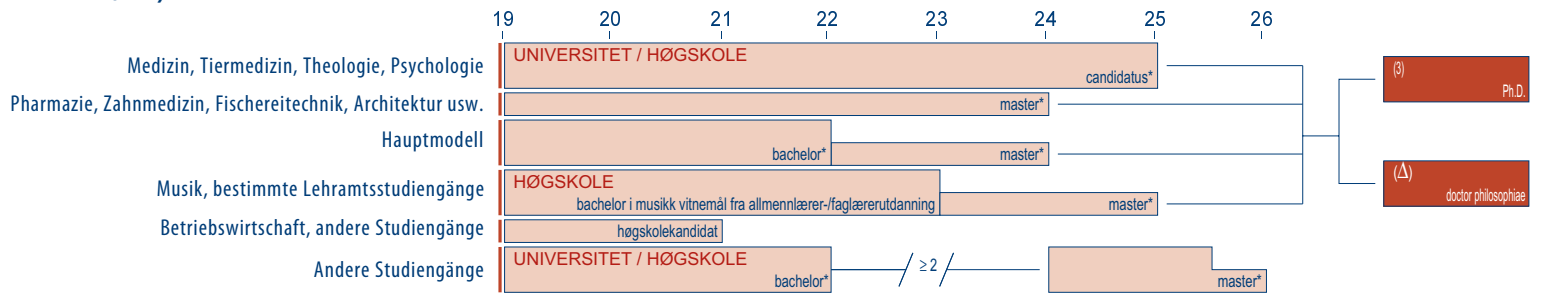 19 20 21 22 23 24 25 26
Medizin, Tiermedizin, Theologie, Psychologie
UNIVERSITET / HØGSKOLE
candidatus*
(3)
Ph.D.
Pharmazie, Zahnmedizin, Fischereitechnik, Architektur usw.
master*
Hauptmodell
bachelor*
master*
Musik, bestimmte Lehramtsstudiengänge
HØGSKOLE
bachelor i musikk vitnemål fra allmennlærer-/faglærerutdanning
master*
(Δ)
doctor philosophiae
Betriebswirtschaft, andere Studiengänge
høgskolekandidat
Andere Studiengänge
UNIVERSITET / HØGSKOLE
bachelor*
≥ 2
master*